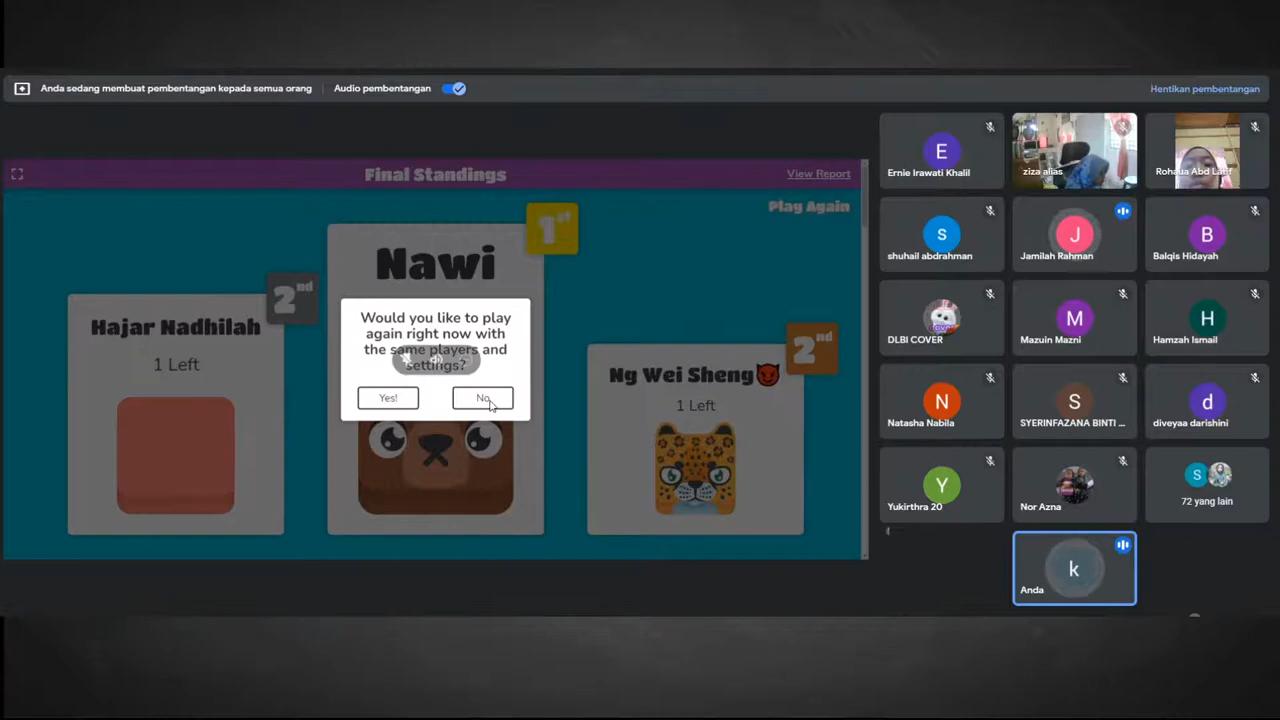 Anda sedang membuat pembentangan kepada semua orang
Audio pembentangan
Hentikan pembentangan
Final Standings
View Report
Play Again
1st
Nawi
2nd
Hajar Nadhilah
1 Left
2nd
Ng Wei Sheng😈
1 Left
Would you like to play
again right now with
the same players and
settings?
Yes!
No
E
Ernie Irawati Khalil
ziza alias
Rohaua Abd Latif
s
shuhail abdrahman
J
Jamilah Rahman
B
Balqis Hidayah
DLBI COVER
M
Mazuin Mazni
H
Hamzah Ismail
N
Natasha Nabila
S
SYERINFAZANA BINTI ...
d
diveyaa darishini
Y
Yukirthra 20
Nor Azna
S
72 yang lain
k
Anda